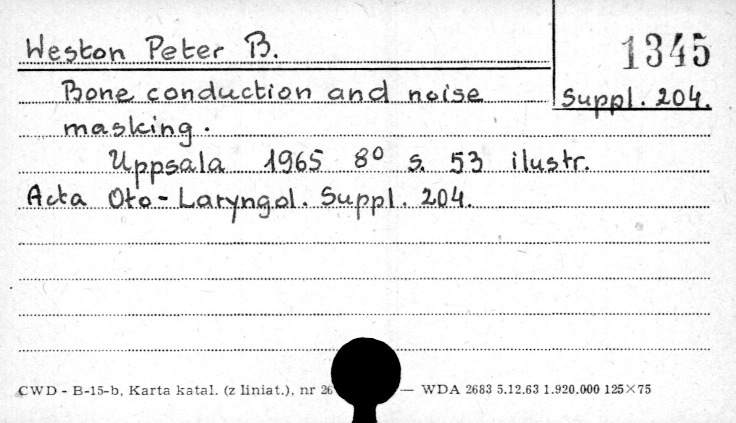 Weston Peter B.
1345
Bone conduction and noise
Suppl. 204.
masking.
Uppsala 1965 8° s. 53 ilustr.
Acta Oto-Laryngol. Suppl. 204.
CWD - B-15-b, Karta katal. (z liniat.), nr 26 — WDA 2683 5.12.63 1.920.000 125×75